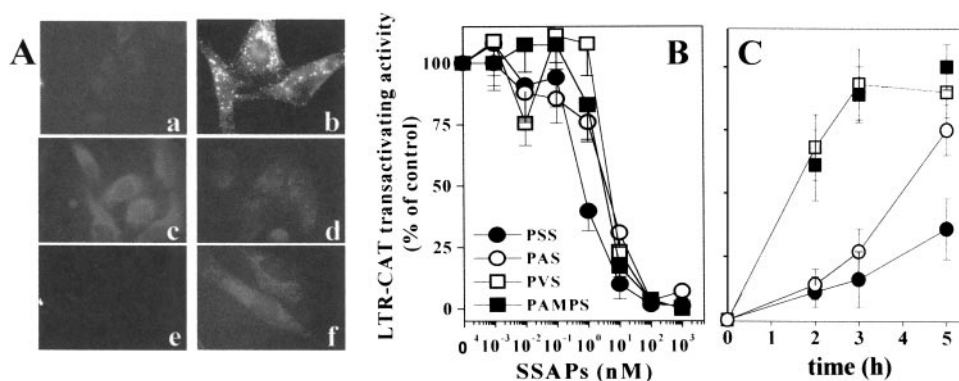 A
a
b
c
d
e
f
B
LTR-CAT transactivating activity
(% of control)
100
75
50
25
0
PSS
PAS
PVS
PAMPS
0 10⁻³ 10⁻² 10⁻¹ 10⁰ 10¹ 10² 10³
SSAPs (nM)
C
0 1 2 3 5
time (h)